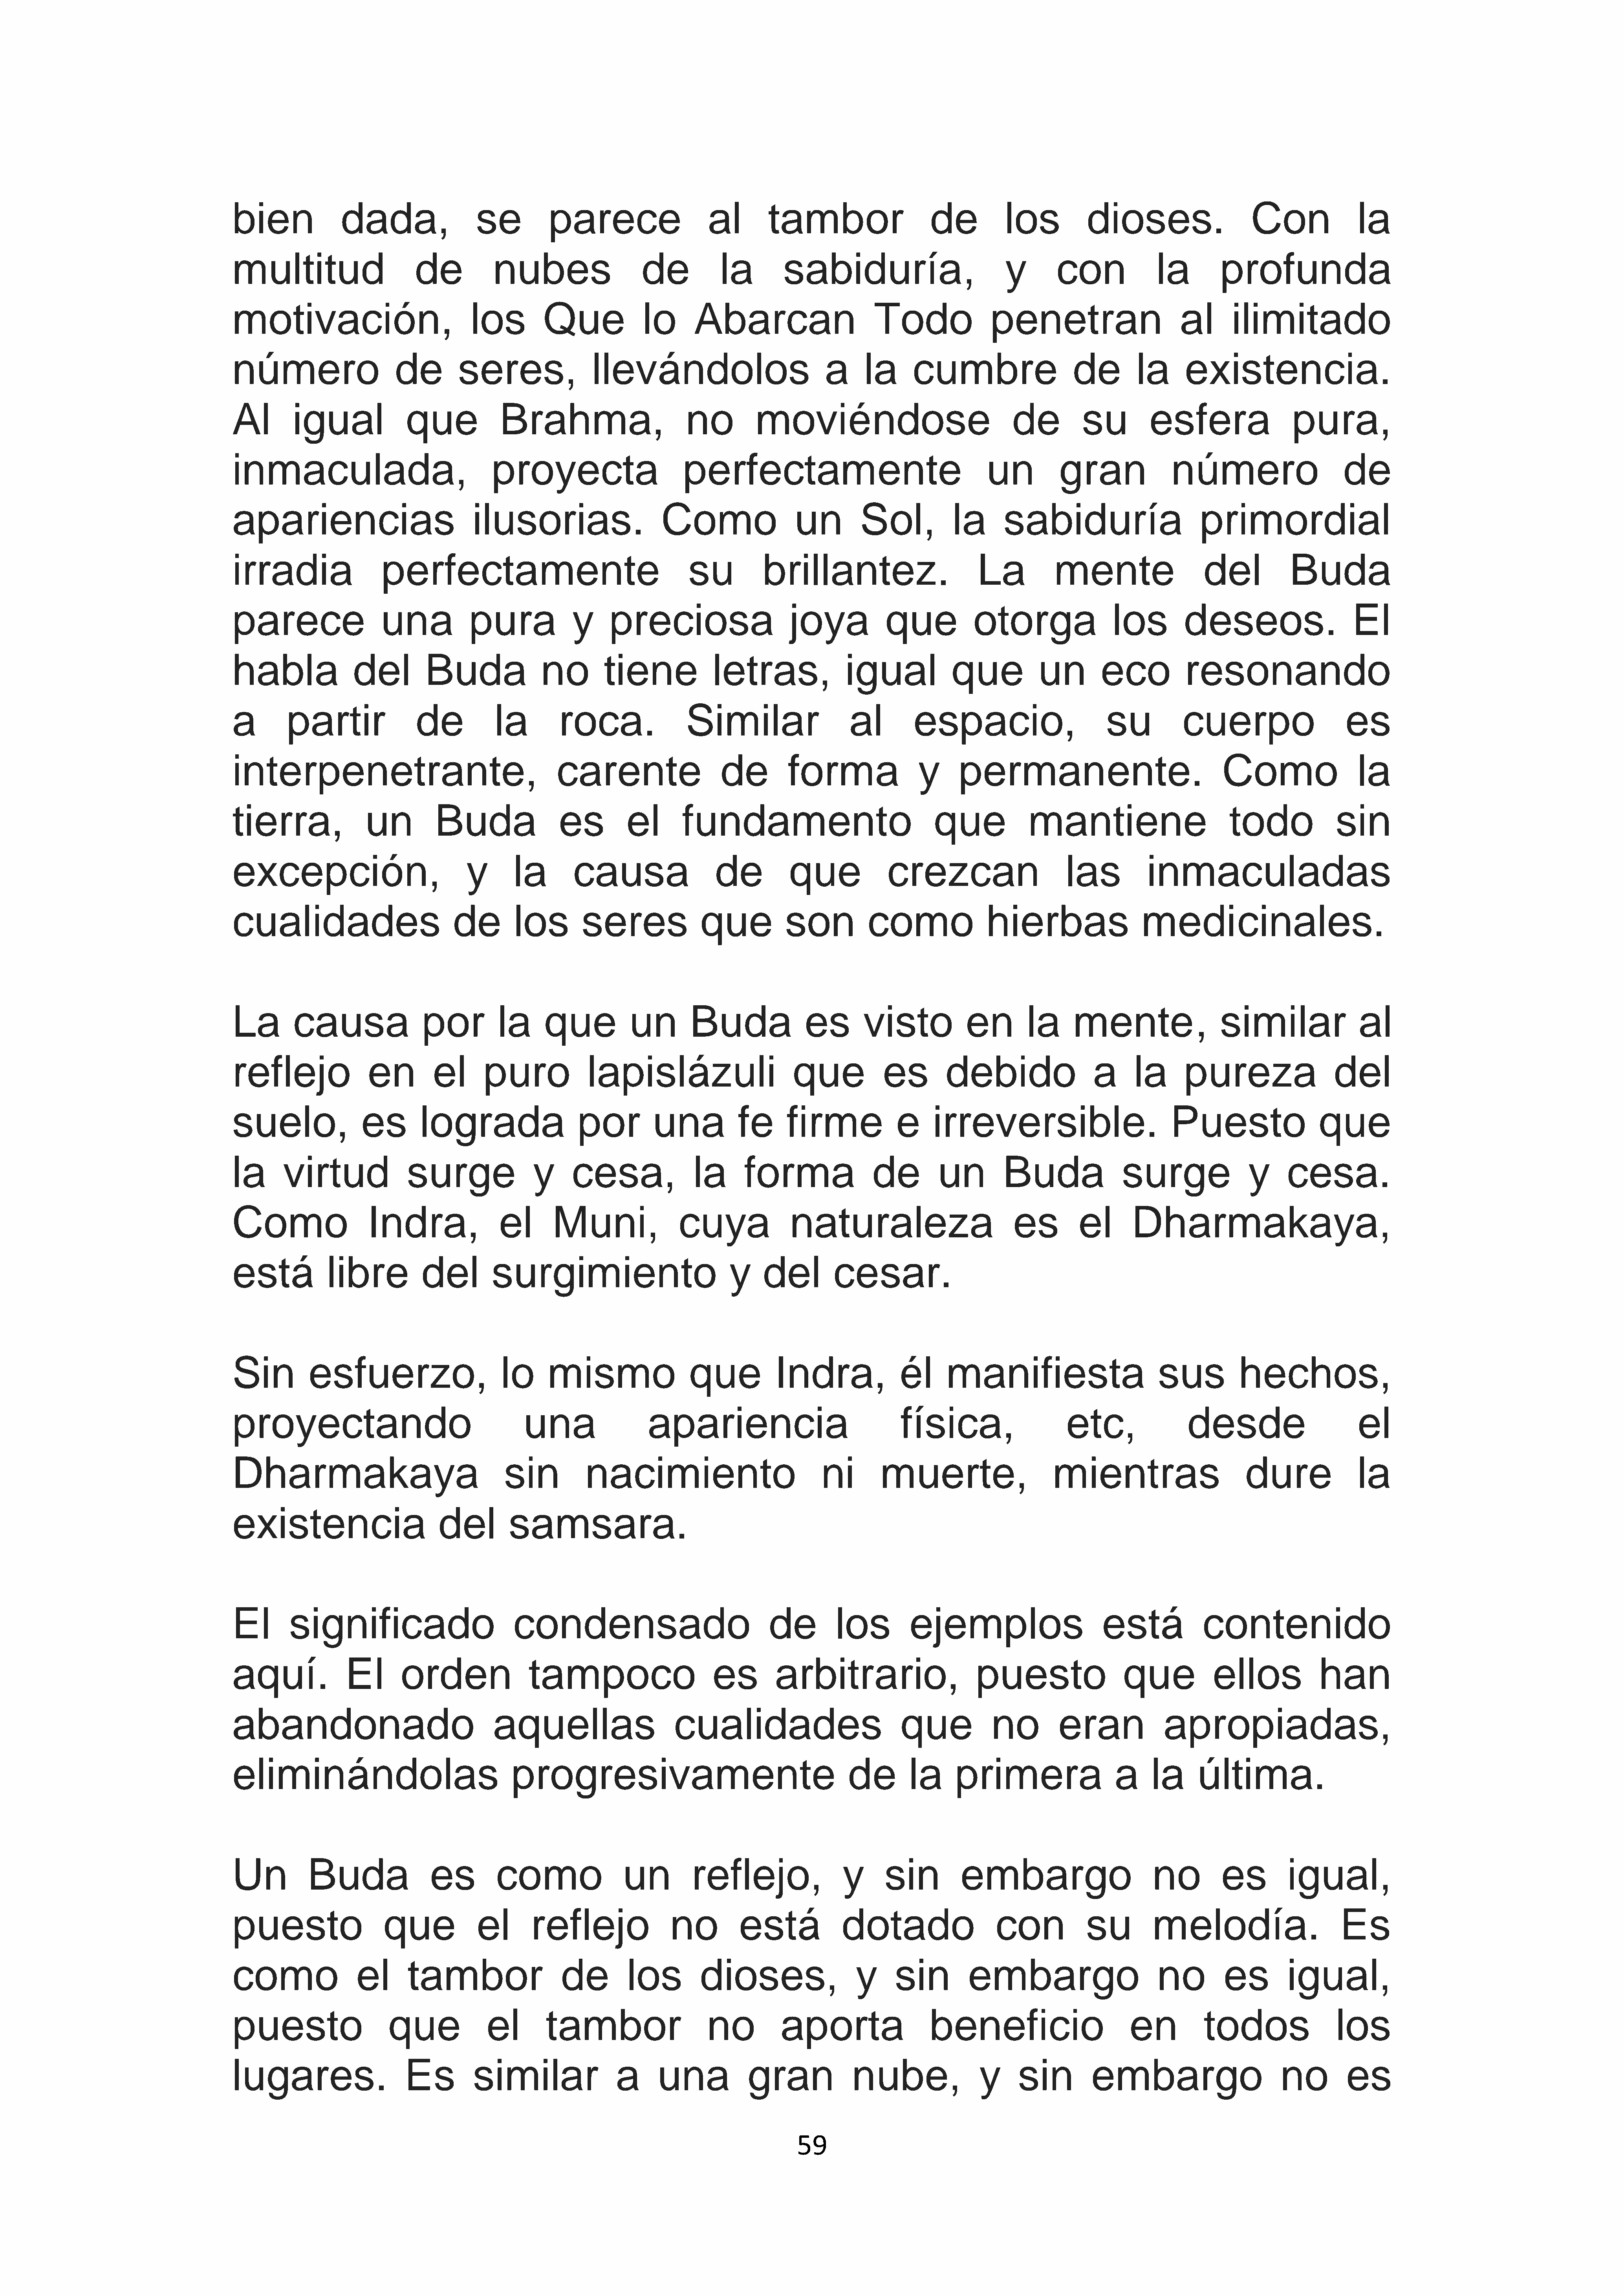 bien dada, se parece al tambor de los dioses. Con la
multitud de nubes de la sabiduría, y con la profunda
motivación, los Que lo Abarcan Todo penetran al ilimitado
número de seres, llevándolos a la cumbre de la existencia.
Al igual que Brahma, no moviéndose de su esfera pura,
inmaculada, proyecta perfectamente un gran número de
apariencias ilusorias. Como un Sol, la sabiduría primordial
irradia perfectamente su brillantez. La mente del Buda
parece una pura y preciosa joya que otorga los deseos. El
habla del Buda no tiene letras, igual que un eco resonando
a partir de la roca. Similar al espacio, su cuerpo es
interpenetrante, carente de forma y permanente. Como la
tierra, un Buda es el fundamento que mantiene todo sin
excepción, y la causa de que crezcan las inmaculadas
cualidades de los seres que son como hierbas medicinales.

La causa por la que un Buda es visto en la mente, similar al
reflejo en el puro lapislázuli que es debido a la pureza del
suelo, es lograda por una fe firme e irreversible. Puesto que
la virtud surge y cesa, la forma de un Buda surge y cesa.
Como Indra, el Muni, cuya naturaleza es el Dharmakaya,
está libre del surgimiento y del cesar.

Sin esfuerzo, lo mismo que Indra, él manifiesta sus hechos,
proyectando una apariencia física, etc, desde el
Dharmakaya sin nacimiento ni muerte, mientras dure la
existencia del samsara.

El significado condensado de los ejemplos está contenido
aquí. El orden tampoco es arbitrario, puesto que ellos han
abandonado aquellas cualidades que no eran apropiadas,
eliminándolas progresivamente de la primera a la última.

Un Buda es como un reflejo, y sin embargo no es igual,
puesto que el reflejo no está dotado con su melodía. Es
como el tambor de los dioses, y sin embargo no es igual,
puesto que el tambor no aporta beneficio en todos los
lugares. Es similar a una gran nube, y sin embargo no es
59